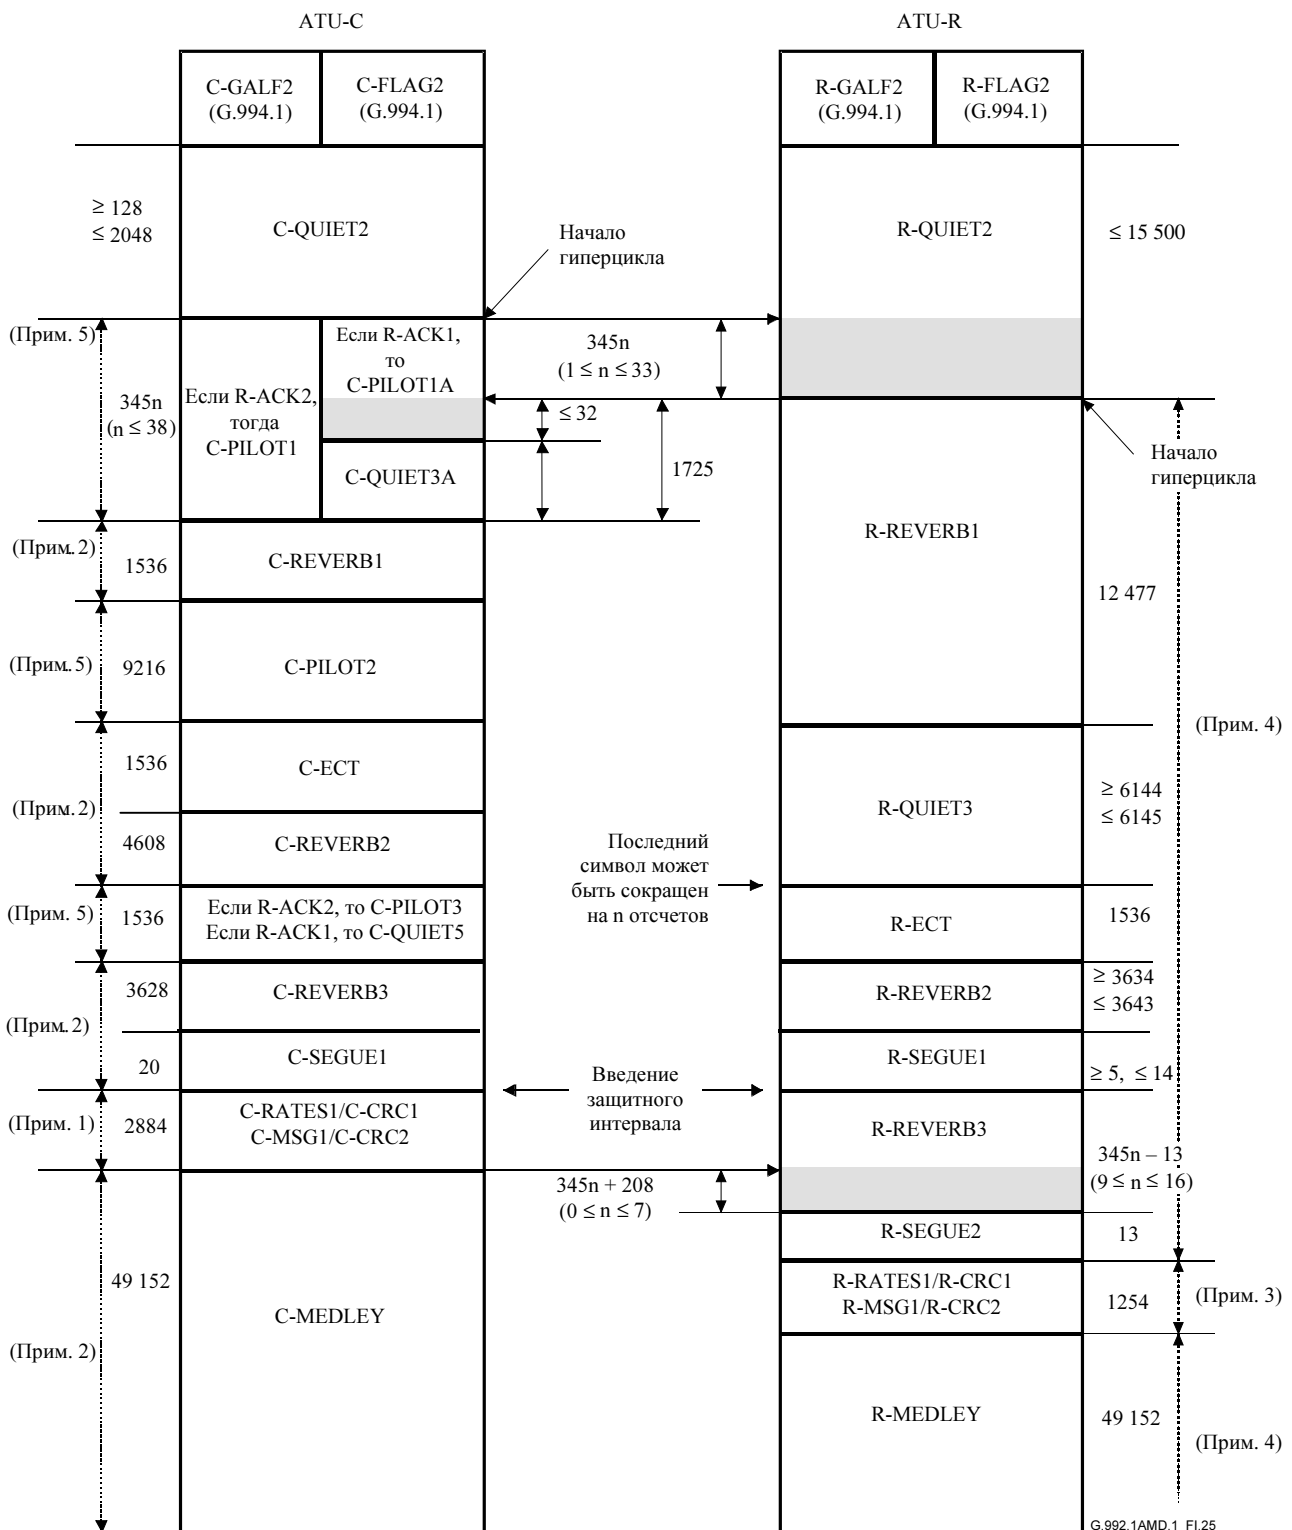 ATU-C
ATU-R
C-GALF2
(G.994.1)
C-FLAG2
(G.994.1)
R-GALF2
(G.994.1)
R-FLAG2
(G.994.1)
≥ 128
≤ 2048
C-QUIET2
Начало
гиперцикла
R-QUIET2
≤ 15 500
(Прим. 5)
345n
(n ≤ 38)
Если R-ACK2,
тогда
C-PILOT1
Если R-ACK1,
то
C-PILOT1A
345n
(1 ≤ n ≤ 33)
≤ 32
C-QUIET3A
1725
Начало
гиперцикла
R-REVERB1
(Прим. 2)
1536
C-REVERB1
12 477
(Прим. 5)
9216
C-PILOT2
(Прим. 4)
1536
C-ECT
(Прим. 2)
R-QUIET3
≥ 6144
≤ 6145
4608
C-REVERB2
Последний
символ может
быть сокращен
на n отсчетов
(Прим. 5)
1536
Если R-ACK2, то C-PILOT3
Если R-ACK1, то C-QUIET5
R-ECT
1536
3628
C-REVERB3
R-REVERB2
≥ 3634
≤ 3643
(Прим. 2)
20
C-SEGUE1
R-SEGUE1
≥ 5, ≤ 14
Введение
защитного
интервала
(Прим. 1)
2884
C-RATES1/C-CRC1
C-MSG1/C-CRC2
R-REVERB3
345n – 13
(9 ≤ n ≤ 16)
345n + 208
(0 ≤ n ≤ 7)
R-SEGUE2
13
49 152
C-MEDLEY
R-RATES1/R-CRC1
R-MSG1/R-CRC2
1254
(Прим. 3)
(Прим. 2)
R-MEDLEY
49 152
(Прим. 4)
G.992.1AMD.1_FI.25